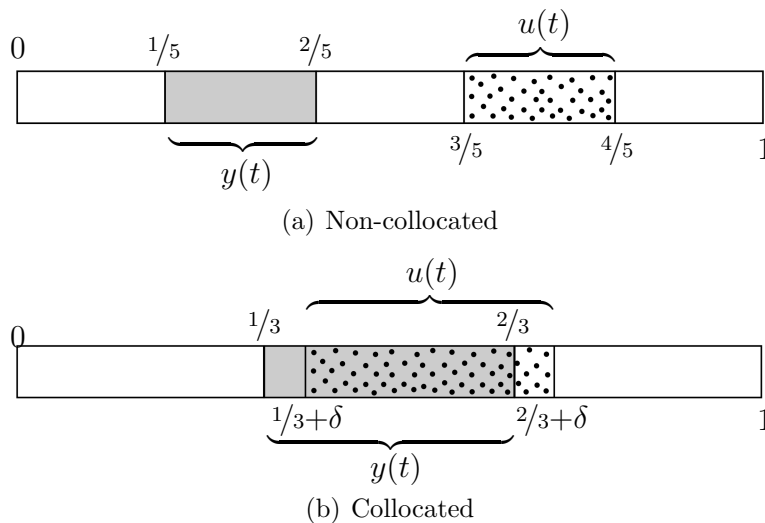 u(t)
0 1/5 2/5
3/5 4/5 1
y(t)
(a) Non-collocated
u(t)
0 1/3 2/3
1/3+δ 2/3+δ 1
y(t)
(b) Collocated